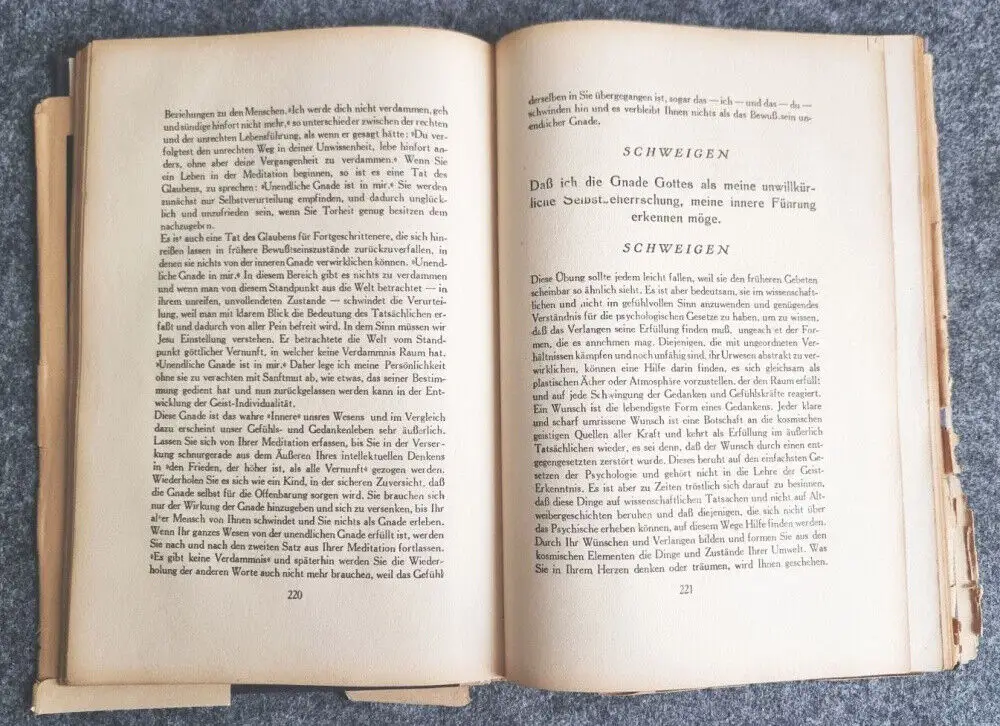 Beziehungen zu den Menschen. »Ich werde dich nicht verdammen, geh
und sündige hinfort nicht mehr,« so unterschied er zwischen der rechten
und der unrechten Lebensführung, als wenn er gesagt hätte: »Du ver-
folgtest den unrechten Weg in deiner Unwissenheit, lebe hinfort an-
ders, ohne aber deine Vergangenheit zu verdammen.« Wenn Sie
ein Leben in der Meditation beginnen, so ist es eine Tat des
Glaubens, zu sprechen: »Unendliche Gnade ist in mir.« Sie werden
zunächst nur Selbstverurteilung empfinden, und dadurch unglück-
lich und unzufrieden sein, wenn Sie Torheit genug besitzen dem
nachzugeben.
Es ist auch eine Tat des Glaubens für Fortgeschrittenere, die sich hin-
reißen lassen in frühere Bewußtseinszustände zurückzuverfallen, in
denen sie nichts von der inneren Gnade verwirklichen können. »Unend-
liche Gnade in mir.« In diesem Bereich gibt es nichts zu verdammen
und wenn man von diesem Standpunkt aus die Welt betrachtet — in
ihrem unreifen, unvollendeten Zustande — schwindet die Verurtei-
lung, weil man mit klarem Blick die Bedeutung des Tatsächlichen er-
faßt und dadurch von aller Pein befreit wird. In dem Sinn müssen wir
Jesu Einstellung verstehen. Er betrachtete die Welt vom Stand-
punkt göttlicher Vernunft, in welcher keine Verdammnis Raum hat.
»Unendliche Gnade ist in mir.« Daher lege ich meine Persönlichkeit
ohne sie zu verachten mit Sanftmut ab, wie etwas, das seiner Bestim-
mung gedient hat und nun zurückgelassen werden kann in der Ent-
wicklung der Geist-Individualität.
Diese Gnade ist das wahre »Innere« unsres Wesens und im Vergleich
dazu erscheint unser Gefühls- und Gedankenleben sehr äußerlich.
Lassen Sie sich von Ihrer Meditation erfassen, bis Sie in der Verser-
kung schnurgerade aus dem Äußeren Ihres intellektuellen Denkens
in »den Frieden, der höher ist, als alle Vernunft« gezogen werden.
Wiederholen Sie es sich wie ein Kind, in der sicheren Zuversicht, daß
die Gnade selbst für die Offenbarung sorgen wird. Sie brauchen sich
nur der Wirkung der Gnade hinzugeben und sich zu versenken, bis Ihr
alter Mensch von Ihnen schwindet und Sie nichts als Gnade erleben.
Wenn Ihr ganzes Wesen von der unendlichen Gnade erfüllt ist, werden
Sie nach und nach den zweiten Satz aus Ihrer Meditation fortlassen.
»Es gibt keine Verdammnis« und späterhin werden Sie die Wieder-
holung der anderen Worte auch nicht mehr brauchen, weil das Gefühl
220
derselben in Sie übergegangen ist, sogar das — ich — und das — du —
schwinden hin und es verbleibt Ihnen nichts als das Bewußtsein un-
endlicher Gnade.
SCHWEIGEN
Daß ich die Gnade Gottes als meine unwillkür-
liche Selbstbeherrschung, meine innere Führung
erkennen möge.
SCHWEIGEN
Diese Übung sollte jedem leicht fallen, weil sie den früheren Gebeten
scheinbar so ähnlich sieht. Es ist aber bedeutsam, sie im wissenschaft-
lichen und nicht im gefühlvollen Sinn anzuwenden und genügendes
Verständnis für die psychologischen Gesetze zu haben, um zu wissen,
daß das Verlangen seine Erfüllung finden muß, ungeachtet der For-
men, die es annehmen mag. Diejenigen, die mit ungeordneten Ver-
hältnissen kämpfen und noch unfähig sind, ihr Urwesen abstrakt zu ver-
wirklichen, können eine Hilfe darin finden, es sich gleichsam als
plastischen Äther oder Atmosphäre vorzustellen, der den Raum erfüllt
und auf jede Schwingung der Gedanken und Gefühlskräfte reagiert.
Ein Wunsch ist die lebendigste Form eines Gedankens. Jeder klare
und scharf umrissene Wunsch ist eine Botschaft an die kosmischen
geistigen Quellen aller Kraft und kehrt als Erfüllung im äußerlich
Tatsächlichen wieder, es sei denn, daß der Wunsch durch einen ent-
gegengesetzten zerstört wurde. Dieses beruht auf den einfachsten Ge-
setzen der Psychologie und gehört nicht in die Lehre der Geist-
Erkenntnis. Es ist aber zu Zeiten tröstlich sich darauf zu besinnen,
daß diese Dinge auf wissenschaftlichen Tatsachen und nicht auf Alt-
weibergeschichten beruhen und daß diejenigen, die sich nicht über
das Psychische erheben können, auf diesem Wege Hilfe finden werden.
Durch Ihr Wünschen und Verlangen bilden und formen Sie aus den
kosmischen Elementen die Dinge und Zustände Ihrer Umwelt. Was
Sie in Ihrem Herzen denken oder träumen, wird Ihnen geschehen.
221